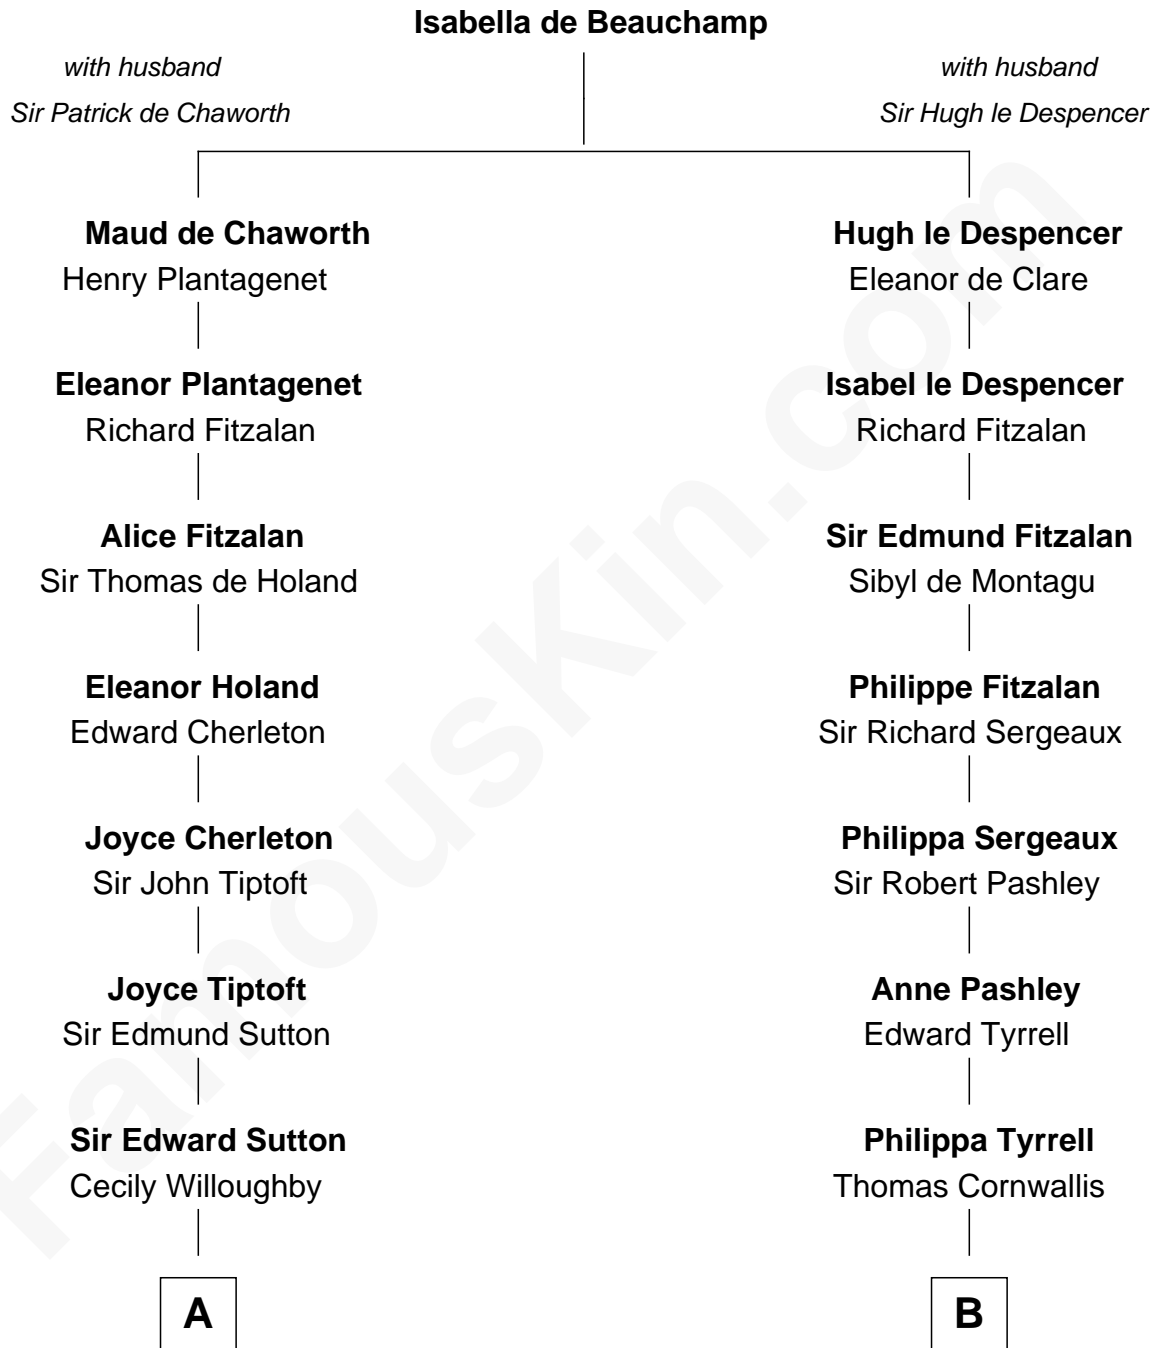 Isabella de Beauchamp
with husband
Sir Patrick de Chaworth
with husband
Sir Hugh le Despencer
Maud de Chaworth
Henry Plantagenet
Hugh le Despencer
Eleanor de Clare
Eleanor Plantagenet
Richard Fitzalan
Isabel le Despencer
Richard Fitzalan
Alice Fitzalan
Sir Thomas de Holand
Sir Edmund Fitzalan
Sibyl de Montagu
Eleanor Holand
Edward Cherleton
Philippe Fitzalan
Sir Richard Sergeaux
Joyce Cherleton
Sir John Tiptoft
Philippa Sergeaux
Sir Robert Pashley
Joyce Tiptoft
Sir Edmund Sutton
Anne Pashley
Edward Tyrrell
Sir Edward Sutton
Cecily Willoughby
Philippa Tyrrell
Thomas Cornwallis
A
B
FamousKin.com